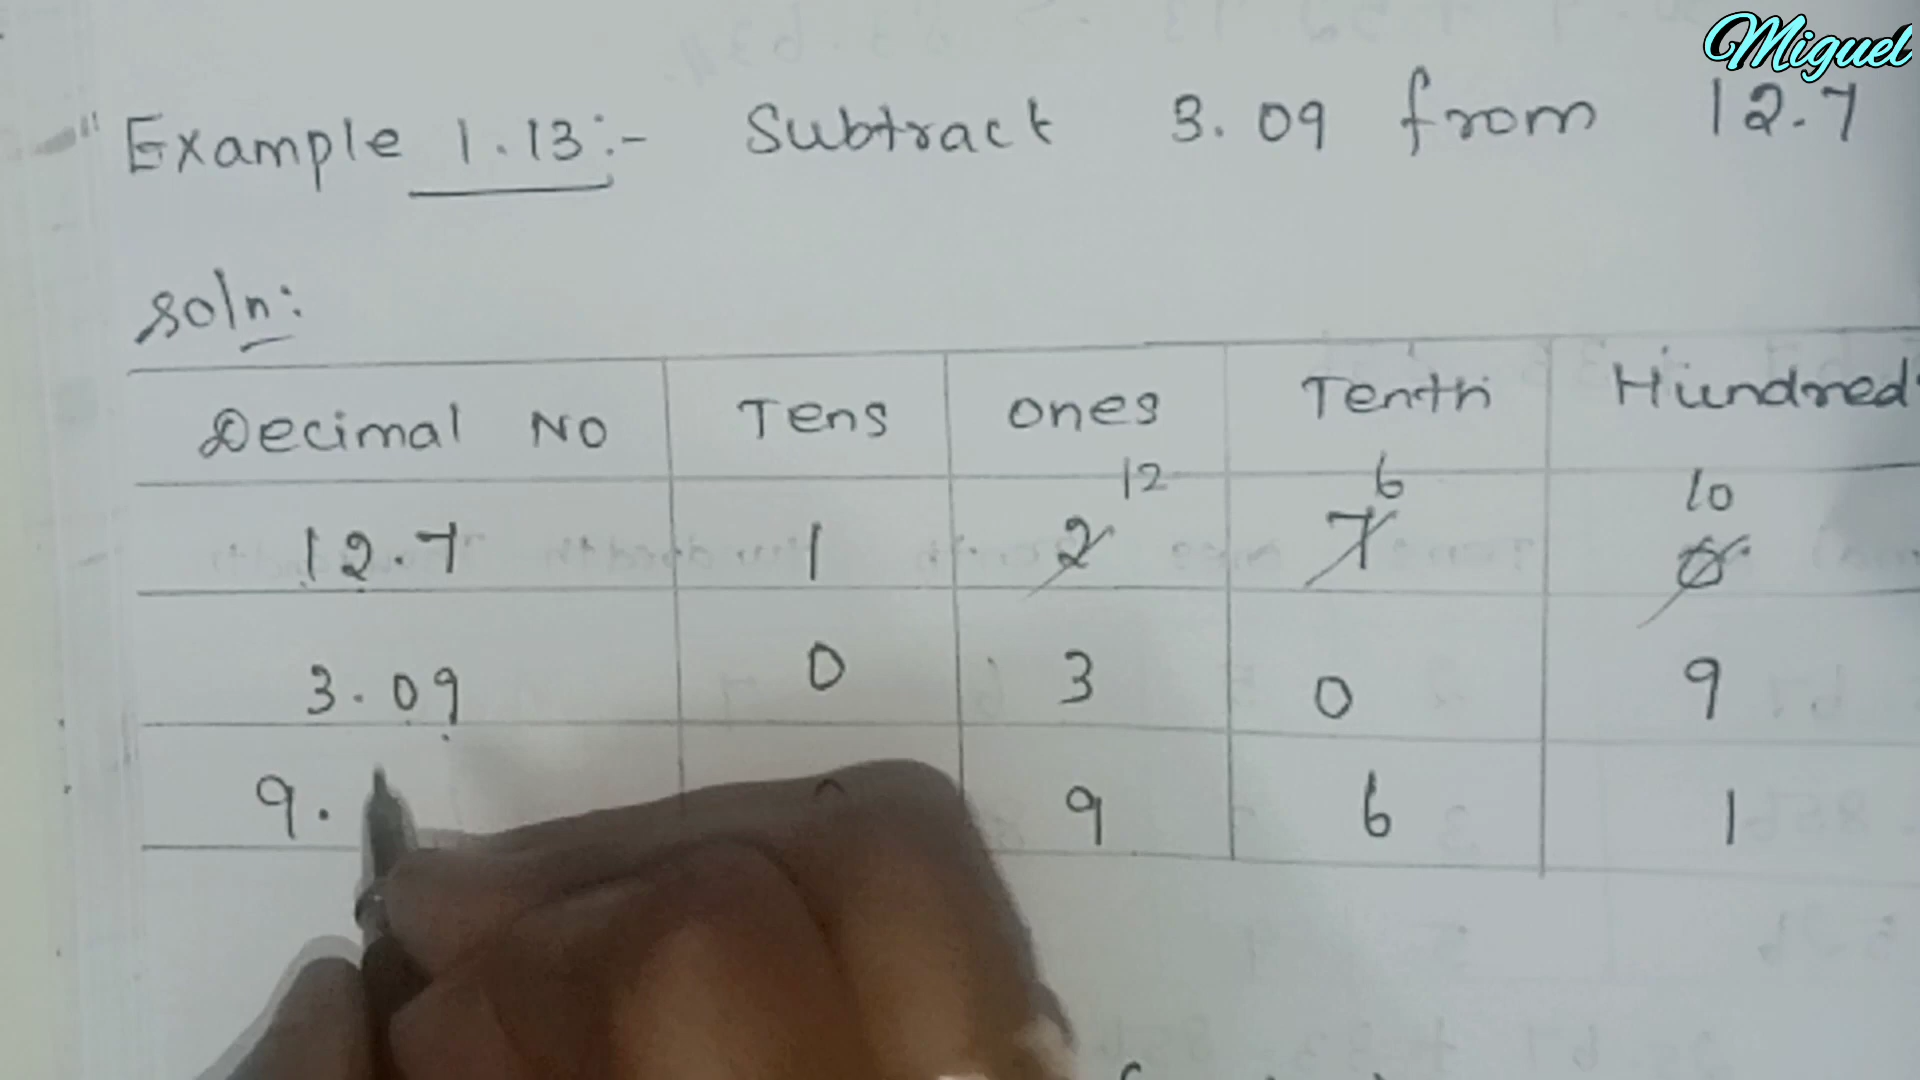 Miguel
" Example 1.13:- Subtract 3.09 from 12.7
soln:
Decimal NO Tens Ones Tenth Hundred
12 6 10
12.7 1 2 7 0
3.09 0 3 0 9
9. 9 6 1